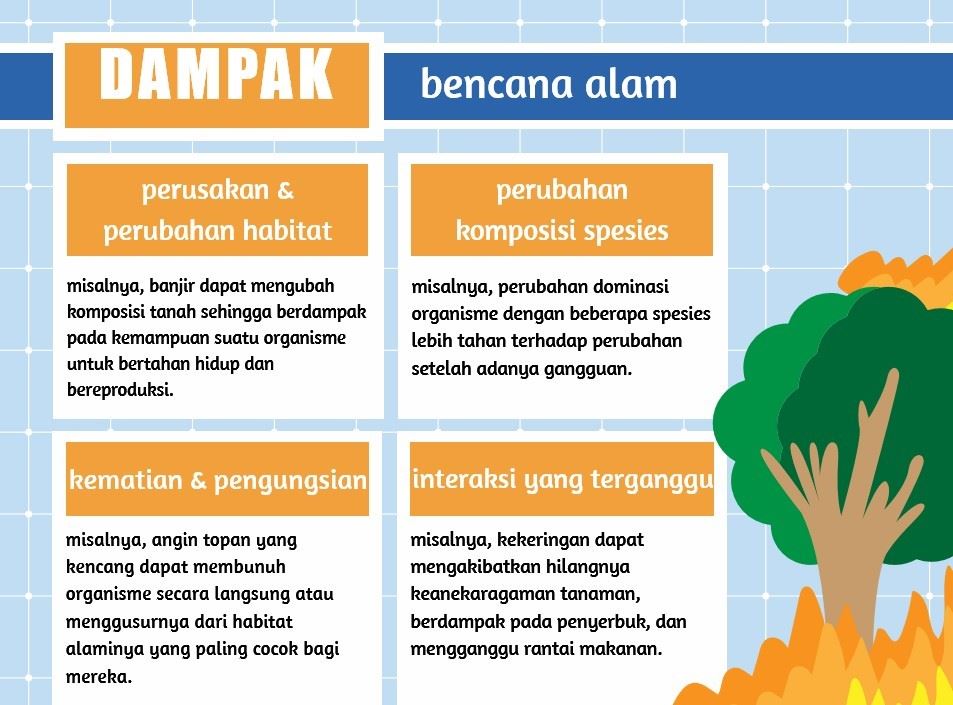 DAMPAK
bencana alam
perusakan &
perubahan habitat
misalnya, banjir dapat mengubah
komposisi tanah sehingga berdampak
pada kemampuan suatu organisme
untuk bertahan hidup dan
bereproduksi.
perubahan
komposisi spesies
misalnya, perubahan dominasi
organisme dengan beberapa spesies
lebih tahan terhadap perubahan
setelah adanya gangguan.
kematian & pengungsian
misalnya, angin topan yang
kencang dapat membunuh
organisme secara langsung atau
menggusurnya dari habitat
alaminya yang paling cocok bagi
mereka.
interaksi yang terganggu
misalnya, kekeringan dapat
mengakibatkan hilangnya
keanekaragaman tanaman,
berdampak pada penyerbuk, dan
mengganggu rantai makanan.